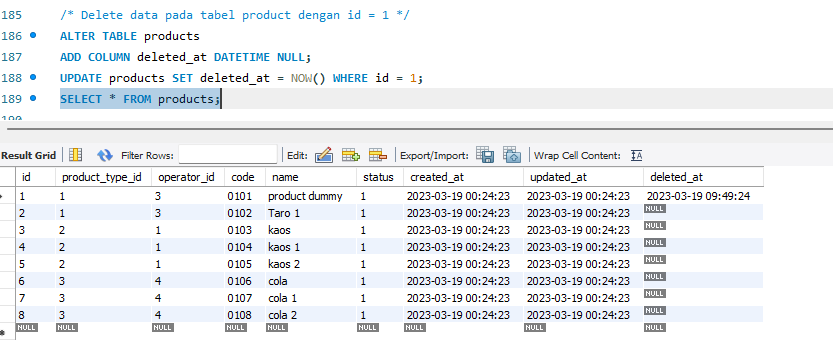 185 /* Delete data pada tabel product dengan id = 1 */
186 ALTER TABLE products
187 ADD COLUMN deleted_at DATETIME NULL;
188 UPDATE products SET deleted_at = NOW() WHERE id = 1;
189 SELECT * FROM products;
190
Result Grid Filter Rows: Edit: Export/Import: Wrap Cell Content:
id product_type_id operator_id code name status created_at updated_at deleted_at
1 1 3 0101 product dummy 1 2023-03-19 00:24:23 2023-03-19 00:24:23 2023-03-19 09:49:24
2 1 3 0102 Taro 1 1 2023-03-19 00:24:23 2023-03-19 00:24:23 NULL
3 2 1 0103 kaos 1 2023-03-19 00:24:23 2023-03-19 00:24:23 NULL
4 2 1 0104 kaos 1 1 2023-03-19 00:24:23 2023-03-19 00:24:23 NULL
5 2 1 0105 kaos 2 1 2023-03-19 00:24:23 2023-03-19 00:24:23 NULL
6 3 4 0106 cola 1 2023-03-19 00:24:23 2023-03-19 00:24:23 NULL
7 3 4 0107 cola 1 1 2023-03-19 00:24:23 2023-03-19 00:24:23 NULL
8 3 4 0108 cola 2 1 2023-03-19 00:24:23 2023-03-19 00:24:23 NULL
NULL NULL NULL NULL NULL NULL NULL NULL NULL